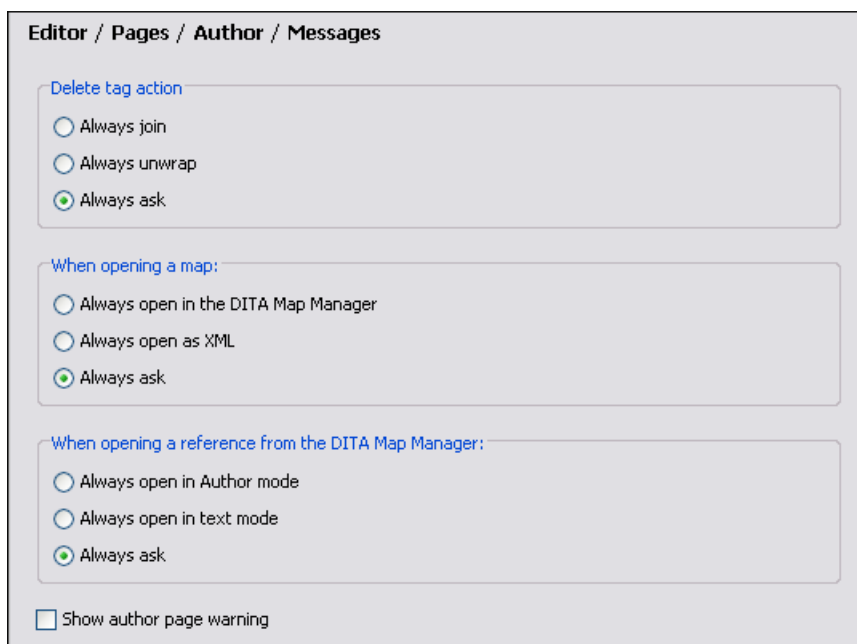 Editor / Pages / Author / Messages
Delete tag action
Always join
Always unwrap
Always ask
When opening a map:
Always open in the DITA Map Manager
Always open as XML
Always ask
When opening a reference from the DITA Map Manager:
Always open in Author mode
Always open in text mode
Always ask
Show author page warning